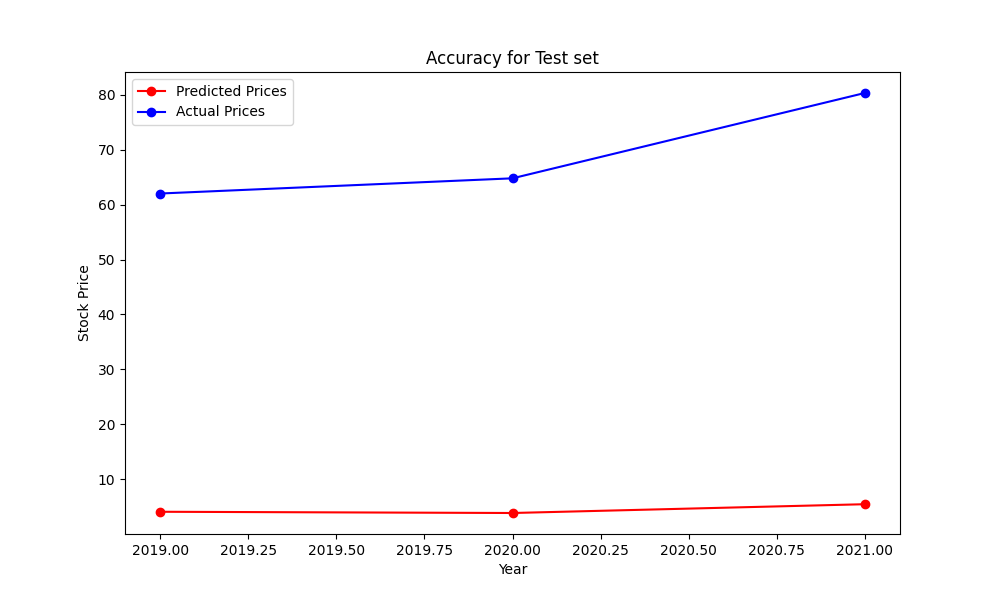 Accuracy for Test set
Predicted Prices
Actual Prices
80
70
60
50
40
30
20
10
Stock Price
2019.00 2019.25 2019.50 2019.75 2020.00 2020.25 2020.50 2020.75 2021.00
Year